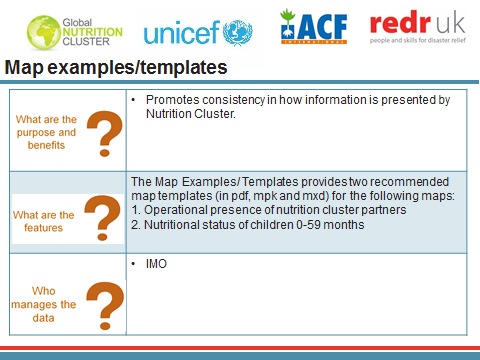 Global
NUTRITION
CLUSTER
unicef
ACF
INTERNATIONAL
redr uk
people and skills for disaster relief
Map examples/templates
What are the
purpose and
benefits
?
• Promotes consistency in how information is presented by
Nutrition Cluster.
What are the
features
?
The Map Examples/ Templates provides two recommended
map templates (in pdf, mpk and mxd) for the following maps:
1. Operational presence of nutrition cluster partners
2. Nutritional status of children 0-59 months
Who
manages the
data
?
• IMO